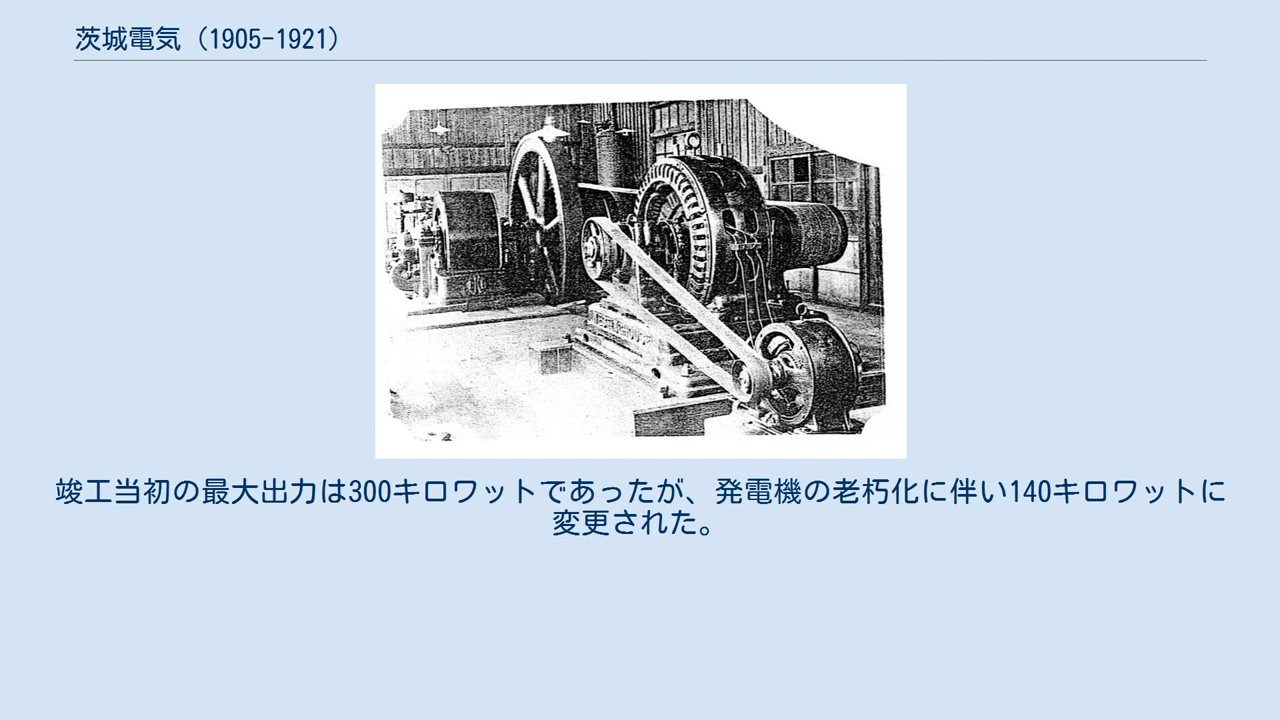 茨城電気（1905-1921）
竣工当初の最大出力は300キロワットであったが、発電機の老朽化に伴い140キロワットに
変更された。